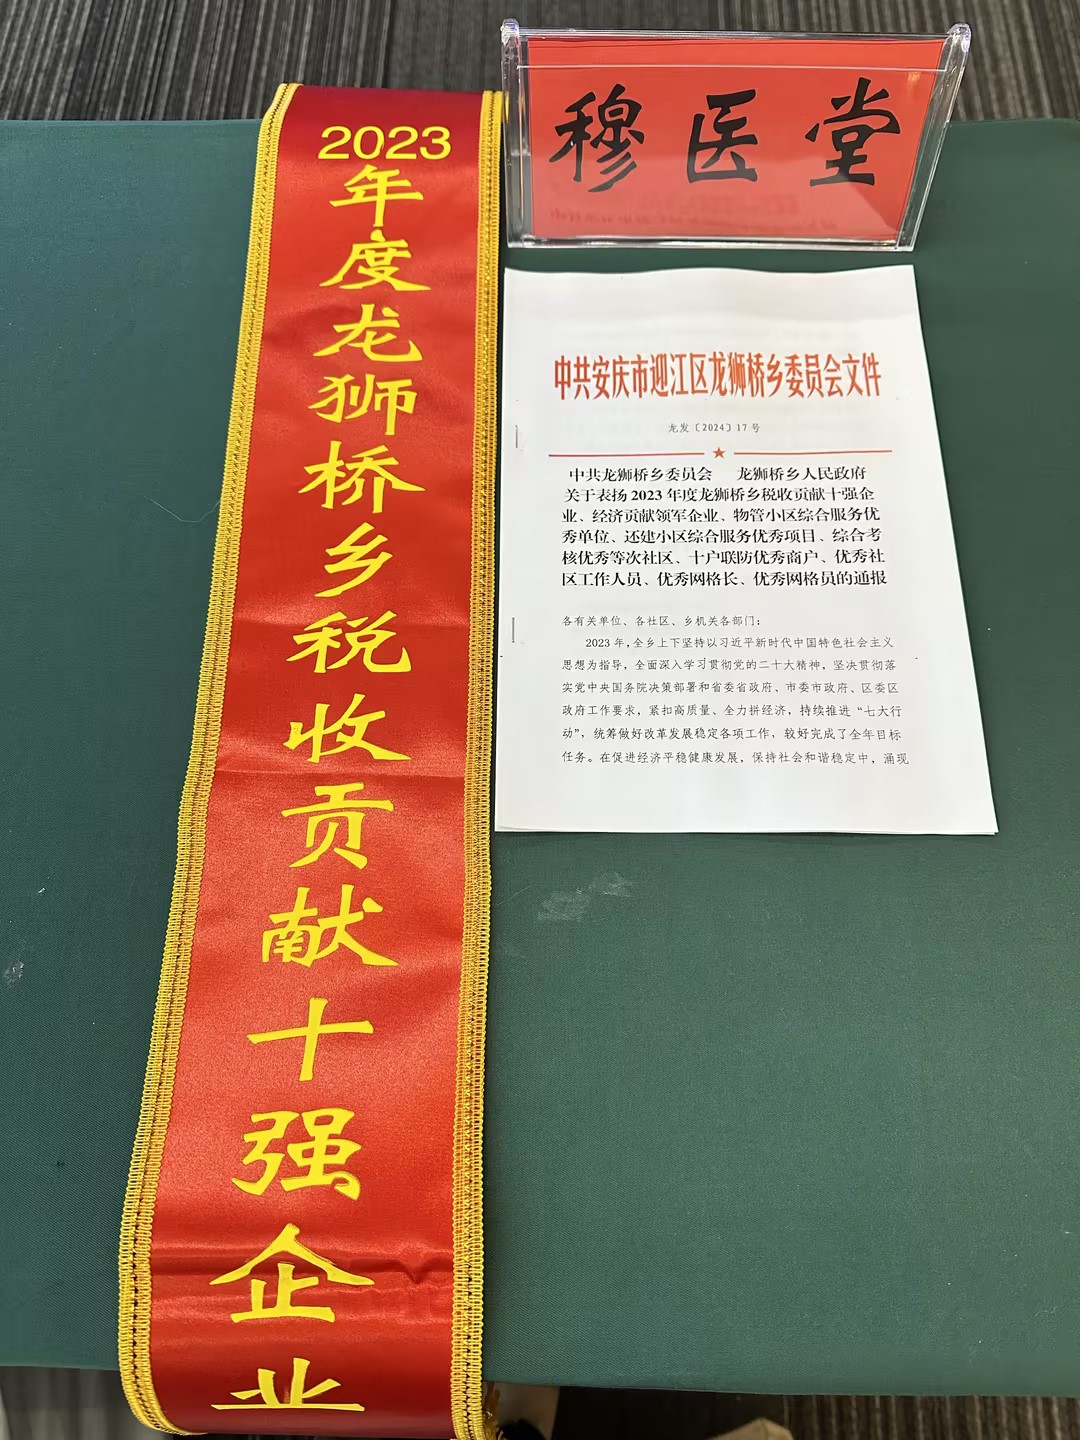 2023年度龙狮桥乡税收贡献十强企业
穆医堂
中共安庆市迎江区龙狮桥乡委员会文件
龙发〔2024〕17号
中共龙狮桥乡委员会 龙狮桥乡人民政府
关于表扬2023年度龙狮桥乡税收贡献十强企
业、经济贡献领军企业、物管小区综合服务优
秀单位、还建小区综合服务优秀项目、综合考
核优秀等次社区、十户联防优秀商户、优秀社
区工作人员、优秀网格长、优秀网格员的通报
各有关单位、各社区、乡机关各部门：
2023年,全乡上下坚持以习近平新时代中国特色社会主义
思想为指导，全面深入学习贯彻党的二十大精神，坚决贯彻落
实党中央国务院决策部署和省委省政府、市委市政府、区委区
政府工作要求，紧扣高质量、全力拼经济，持续推进“七大行
动”，统筹做好改革发展稳定各项工作，较好完成了全年目标
任务。在促进经济平稳健康发展，保持社会和谐稳定中，涌现